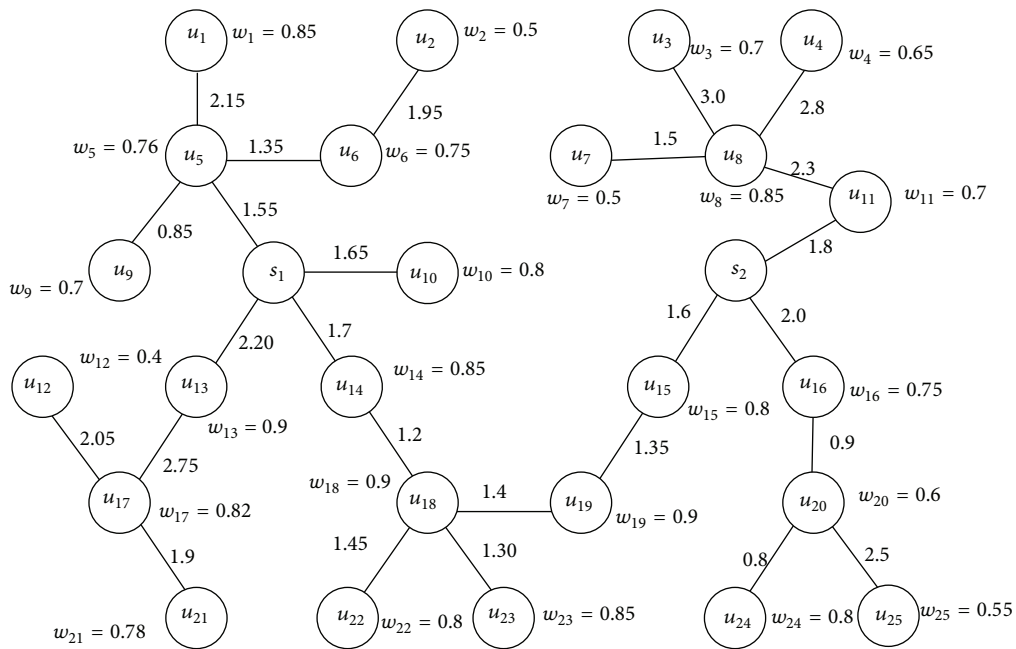 u₁ w₁ = 0.85 u₂ w₂ = 0.5 u₃ w₃ = 0.7 u₄ w₄ = 0.65
2.15 1.95 3.0 2.8
w₅ = 0.76 u₅ 1.35 u₆ w₆ = 0.75 u₇ 1.5 u₈
w₇ = 0.5 w₈ = 0.85 2.3 u₁₁ w₁₁ = 0.7
0.85 1.55 1.8
w₉ = 0.7 u₉ s₁ 1.65 u₁₀ w₁₀ = 0.8 s₂
2.20 1.7 1.6 2.0
w₁₂ = 0.4 u₁₂ u₁₃ w₁₃ = 0.9 u₁₄ w₁₄ = 0.85 u₁₅ w₁₅ = 0.8 u₁₆ w₁₆ = 0.75
2.05 2.75 1.2 1.35 0.9
u₁₇ w₁₇ = 0.82 w₁₈ = 0.9 u₁₈ 1.4 u₁₉ w₁₉ = 0.9 u₂₀ w₂₀ = 0.6
1.9 1.45 1.30 0.8 2.5
w₂₁ = 0.78 u₂₁ u₂₂ w₂₂ = 0.8 u₂₃ w₂₃ = 0.85 u₂₄ w₂₄ = 0.8 u₂₅ w₂₅ = 0.55